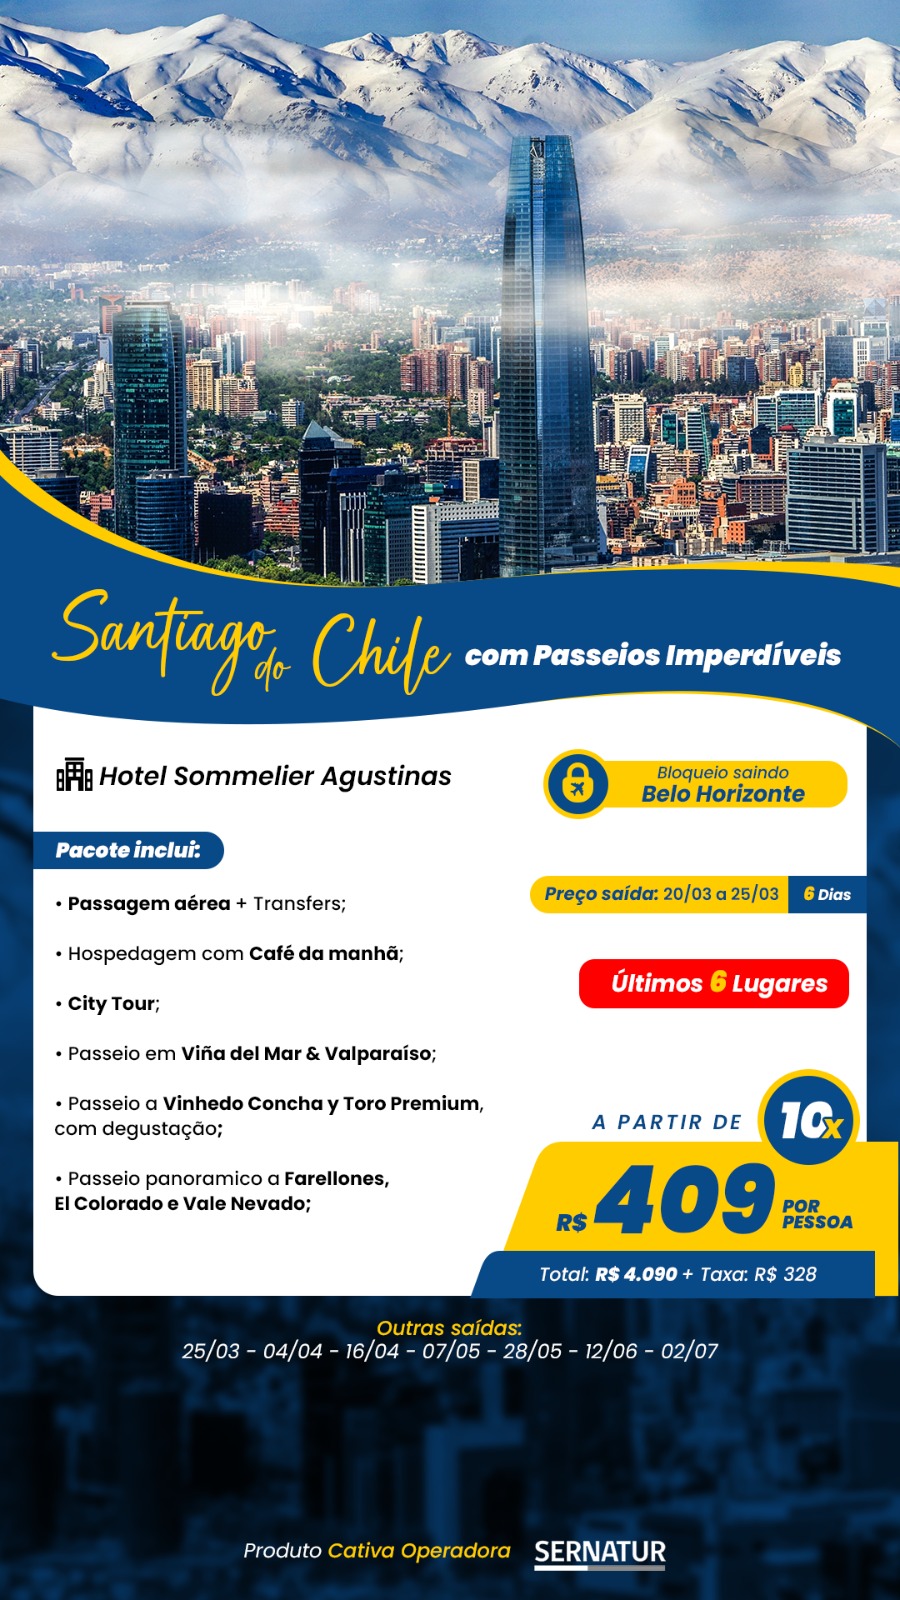 Santiago do Chile com Passeios Imperdíveis
Hotel Sommelier Agustinas
Bloqueio saindo
Belo Horizonte
Pacote inclui:
• Passagem aérea + Transfers;
• Hospedagem com Café da manhã;
• City Tour;
• Passeio em Viña del Mar & Valparaíso;
• Passeio a Vinhedo Concha y Toro Premium,
com degustação;
• Passeio panoramico a Farellones,
El Colorado e Vale Nevado;
Preço saída: 20/03 a 25/03 6 Dias
Últimos 6 Lugares
A PARTIR DE 10x
R$ 409 POR
PESSOA
Total: R$ 4.090 + Taxa: R$ 328
Outras saídas:
25/03 - 04/04 - 16/04 - 07/05 - 28/05 - 12/06 - 02/07
Produto Cativa Operadora SERNATUR